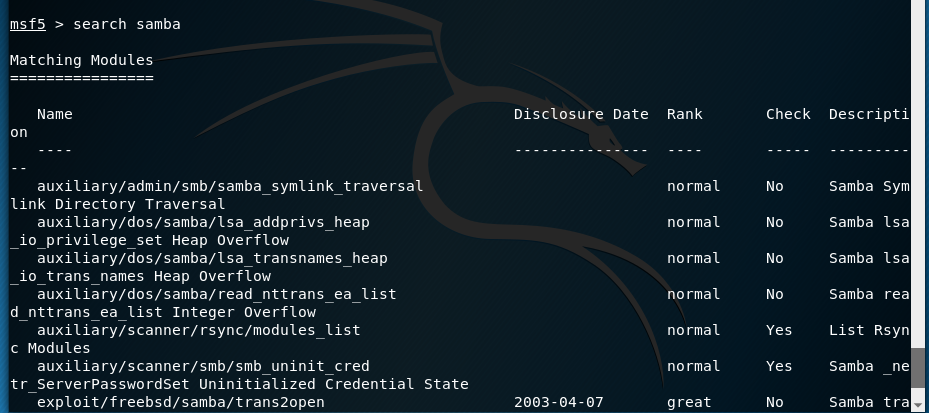 msf5 > search samba
Matching Modules
================
Name Disclosure Date Rank Check Descripti
on
---- --------------- ---- ----- ---------
--
auxiliary/admin/smb/samba_symlink_traversal normal No Samba Sym
link Directory Traversal
auxiliary/dos/samba/lsa_addprivs_heap normal No Samba lsa
_io_privilege_set Heap Overflow
auxiliary/dos/samba/lsa_transnames_heap normal No Samba lsa
_io_trans_names Heap Overflow
auxiliary/dos/samba/read_nttrans_ea_list normal No Samba rea
d_nttrans_ea_list Integer Overflow
auxiliary/scanner/rsync/modules_list normal Yes List Rsyn
c Modules
auxiliary/scanner/smb/smb_uninit_cred normal Yes Samba _ne
tr_ServerPasswordSet Uninitialized Credential State
exploit/freebsd/samba/trans2open 2003-04-07 great No Samba tra